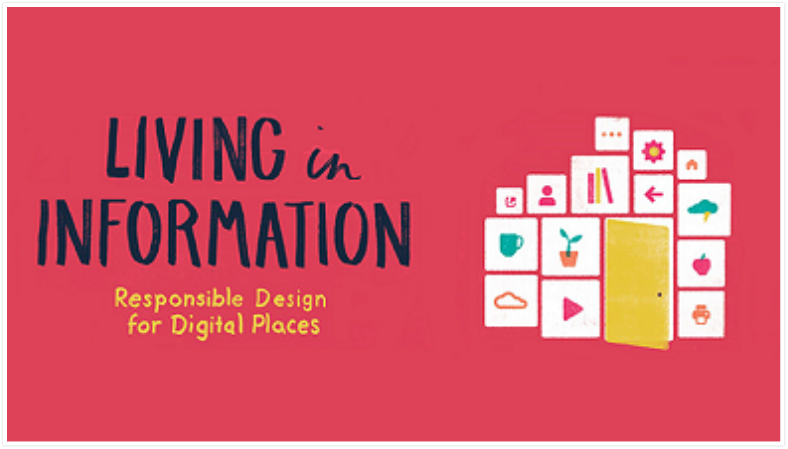 LIVING in
INFORMATION
Responsible Design
for Digital Places